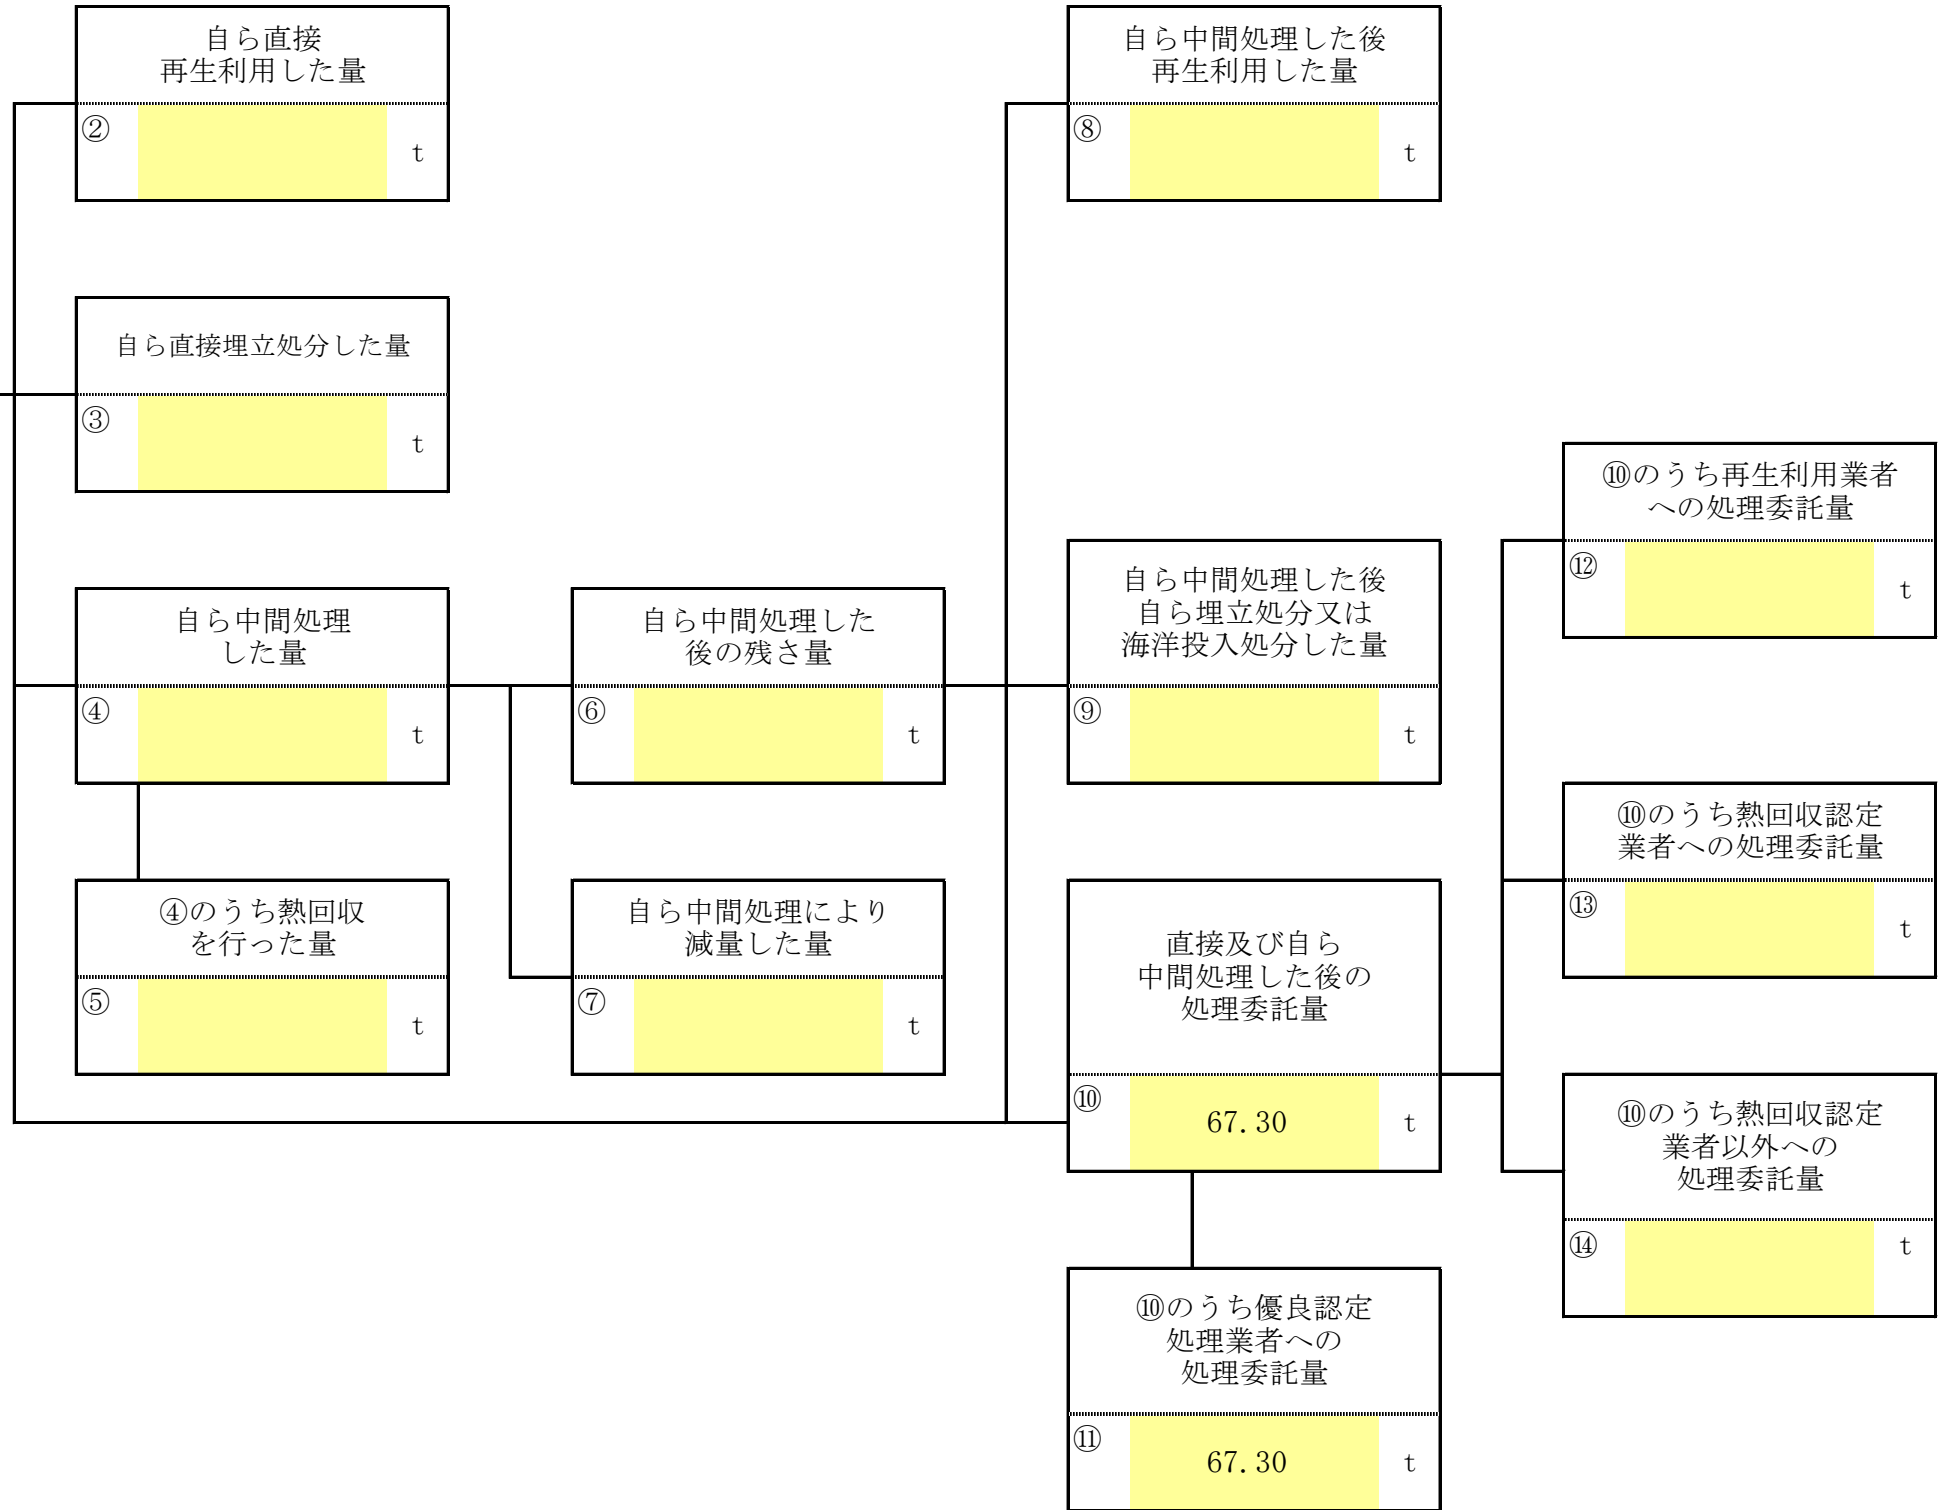 自ら直接
再生利用した量
②
t
自ら中間処理した後
再生利用した量
⑧
t
自ら直接埋立処分した量
③
t
⑩のうち再生利用業者
への処理委託量
⑫
t
自ら中間処理
した量
④
t
自ら中間処理した
後の残さ量
⑥
t
自ら中間処理した後
自ら埋立処分又は
海洋投入処分した量
⑨
t
⑩のうち熱回収認定
業者への処理委託量
⑬
t
④のうち熱回収
を行った量
⑤
t
自ら中間処理により
減量した量
⑦
t
直接及び自ら
中間処理した後の
処理委託量
⑩
67.30
t
⑩のうち熱回収認定
業者以外への
処理委託量
⑭
t
⑩のうち優良認定
処理業者への
処理委託量
⑪
67.30
t